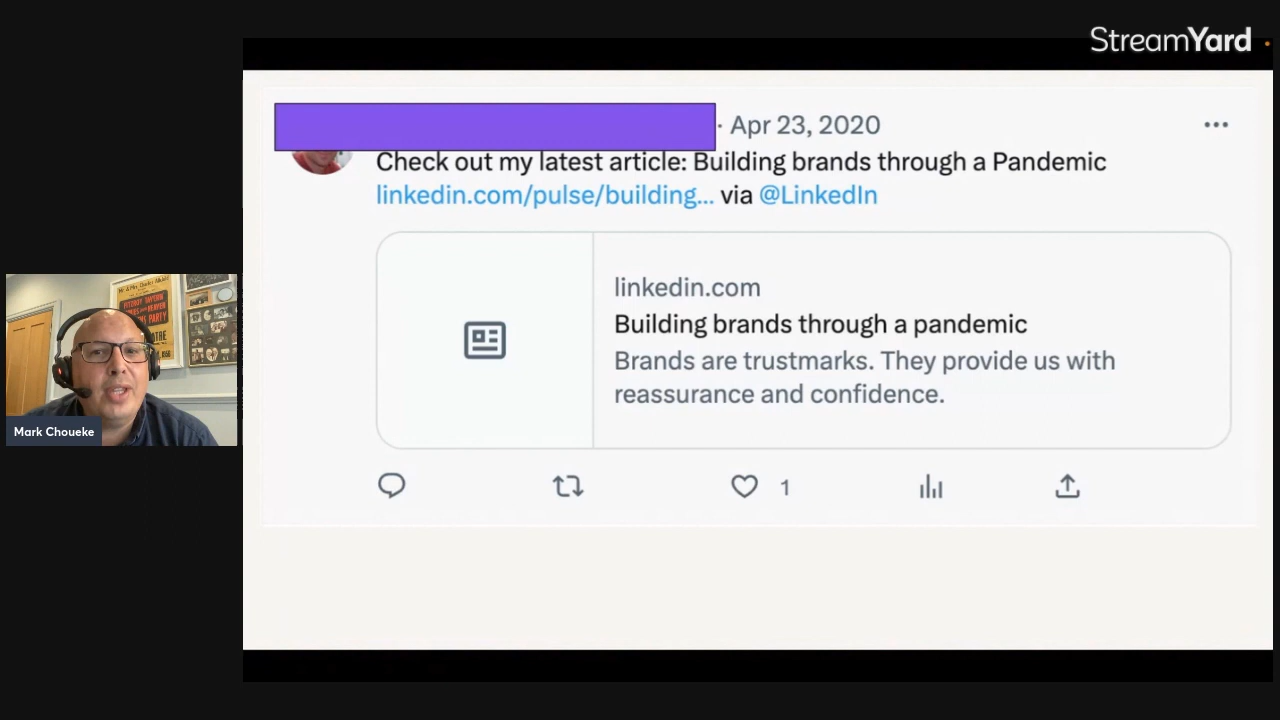 StreamYard
· Apr 23, 2020
Check out my latest article: Building brands through a Pandemic
linkedin.com/pulse/building... via @LinkedIn
linkedin.com
Building brands through a pandemic
Brands are trustmarks. They provide us with
reassurance and confidence.
1
Mark Choueke